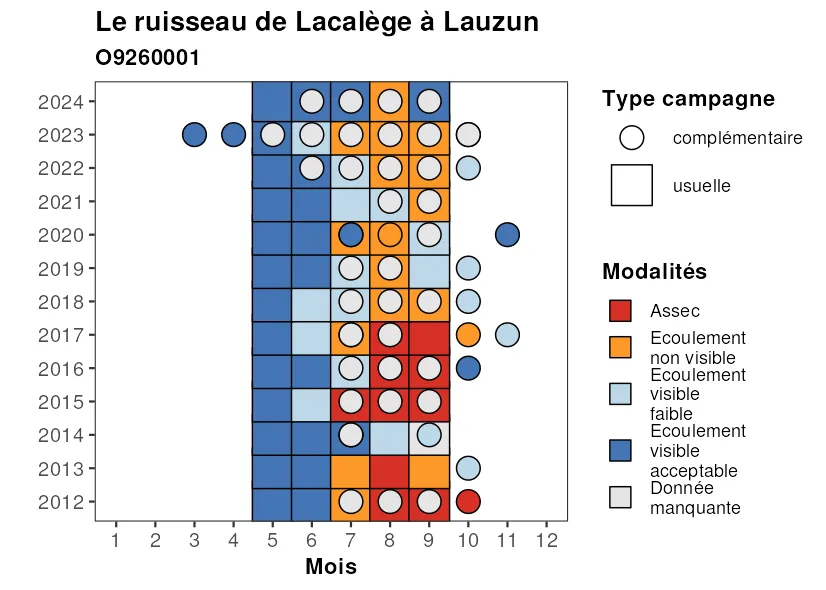 Le ruisseau de Lacalège à Lauzun
O9260001
2024
2023
2022
2021
2020
2019
2018
2017
2016
2015
2014
2013
2012
1 2 3 4 5 6 7 8 9 10 11 12
Mois
Type campagne
complémentaire
usuelle
Modalités
Assec
Ecoulement
non visible
Ecoulement
visible
faible
Ecoulement
visible
acceptable
Donnée
manquante